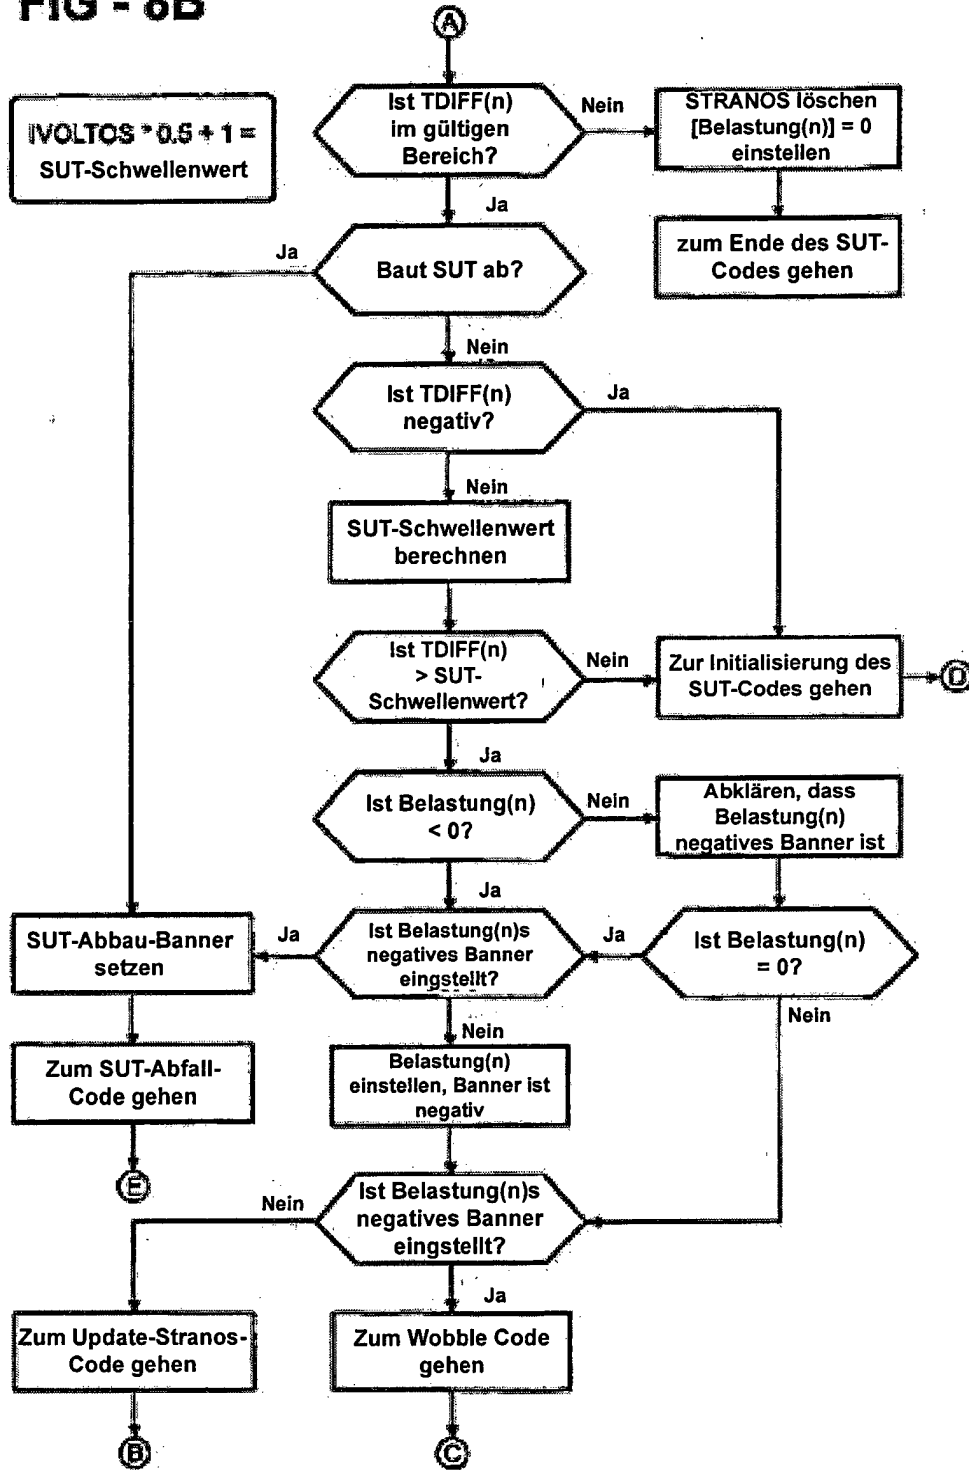 FIG - 8B
A
IVOLTOS * 0.5 + 1 =
SUT-Schwellenwert
Ist TDIFF(n)
im gültigen
Bereich?
Nein
STRANOS löschen
[Belastung(n)] = 0
einstellen
Ja
zum Ende des SUT-
Codes gehen
Ja
Baut SUT ab?
Nein
Ist TDIFF(n)
negativ?
Ja
Nein
SUT-Schwellenwert
berechnen
Ist TDIFF(n)
> SUT-
Schwellenwert?
Nein
Zur Initialisierung des
SUT-Codes gehen
D
Ja
Ist Belastung(n)
< 0?
Nein
Abklären, dass
Belastung(n)
negatives Banner ist
Ja
SUT-Abbau-Banner
setzen
Ja
Ist Belastung(n)s
negatives Banner
eingstellt?
Ja
Ist Belastung(n)
= 0?
Nein
Nein
Zum SUT-Abfall-
Code gehen
Belastung(n)
einstellen, Banner ist
negativ
E
Nein
Ist Belastung(n)s
negatives Banner
eingstellt?
Ja
Zum Update-Stranos-
Code gehen
Zum Wobble Code
gehen
B
C